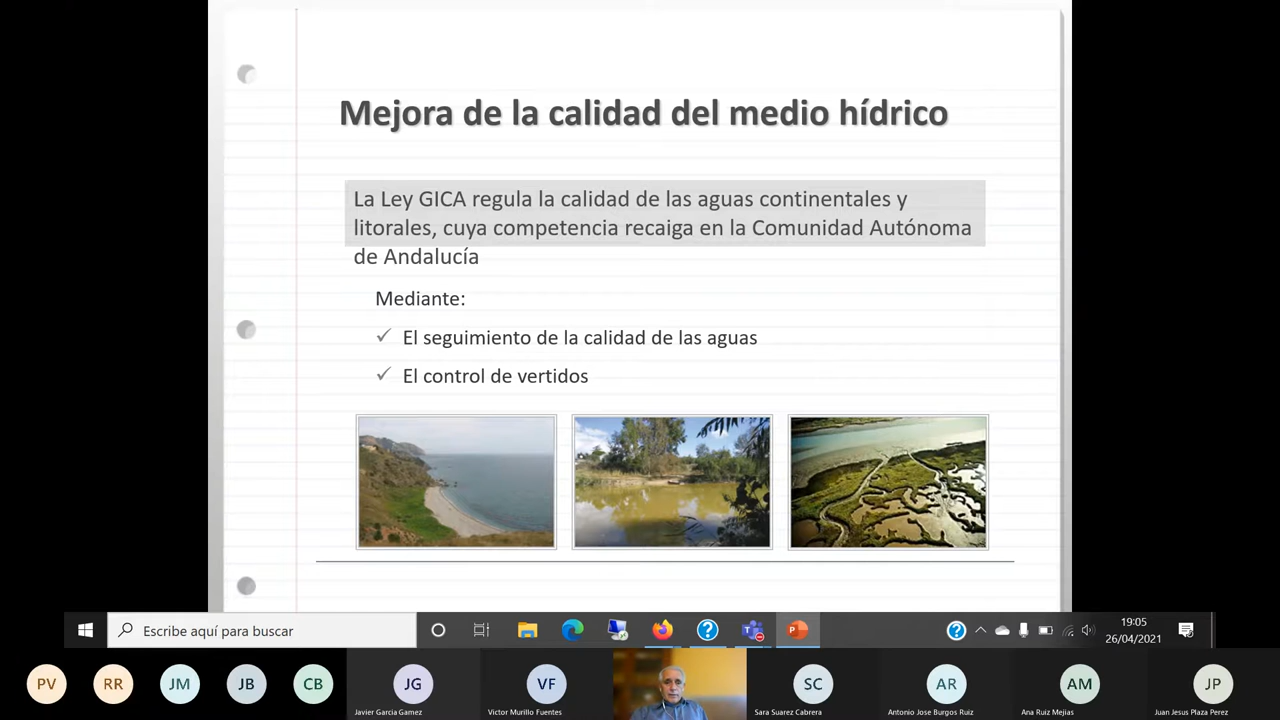 Mejora de la calidad del medio hídrico
La Ley GICA regula la calidad de las aguas continentales y
litorales, cuya competencia recaiga en la Comunidad Autónoma
de Andalucía
Mediante:
✓ El seguimiento de la calidad de las aguas
✓ El control de vertidos
Escribe aquí para buscar
19:05
26/04/2021
PV
RR
JM
JB
CB
JG
Javier Garcia Gamez
VF
Victor Murillo Fuentes
SC
Sara Suarez Cabrera
AR
Antonio Jose Burgos Ruiz
AM
Ana Ruiz Mejias
JP
Juan Jesus Plaza Perez